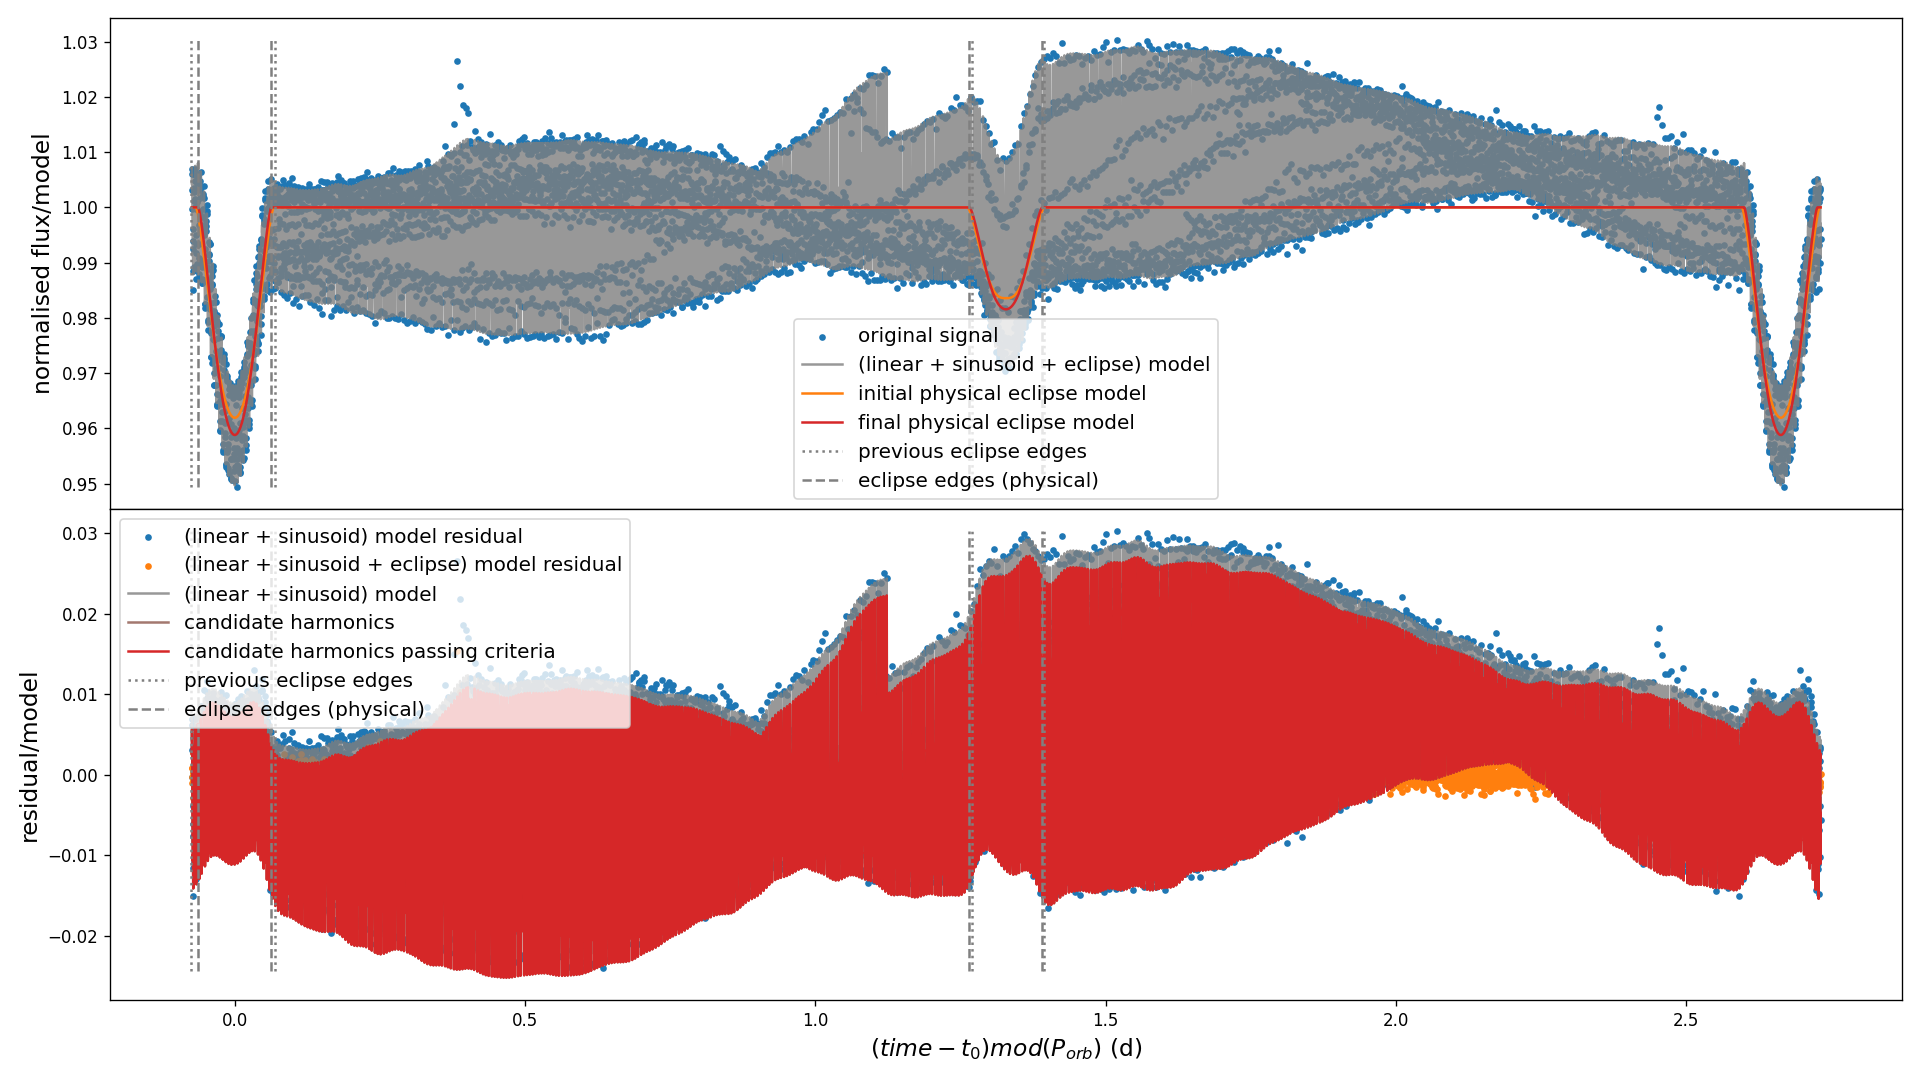 1.03
1.02
1.01
1.00
0.99
0.98
0.97
0.96
0.95
normalised flux/model
original signal
(linear + sinusoid + eclipse) model
initial physical eclipse model
final physical eclipse model
previous eclipse edges
eclipse edges (physical)
0.03
0.02
0.01
0.00
−0.01
−0.02
residual/model
(linear + sinusoid) model residual
(linear + sinusoid + eclipse) model residual
(linear + sinusoid) model
candidate harmonics
candidate harmonics passing criteria
previous eclipse edges
eclipse edges (physical)
0.0 0.5 1.0 1.5 2.0 2.5
(time − t₀)mod(Pₒᵣb) (d)